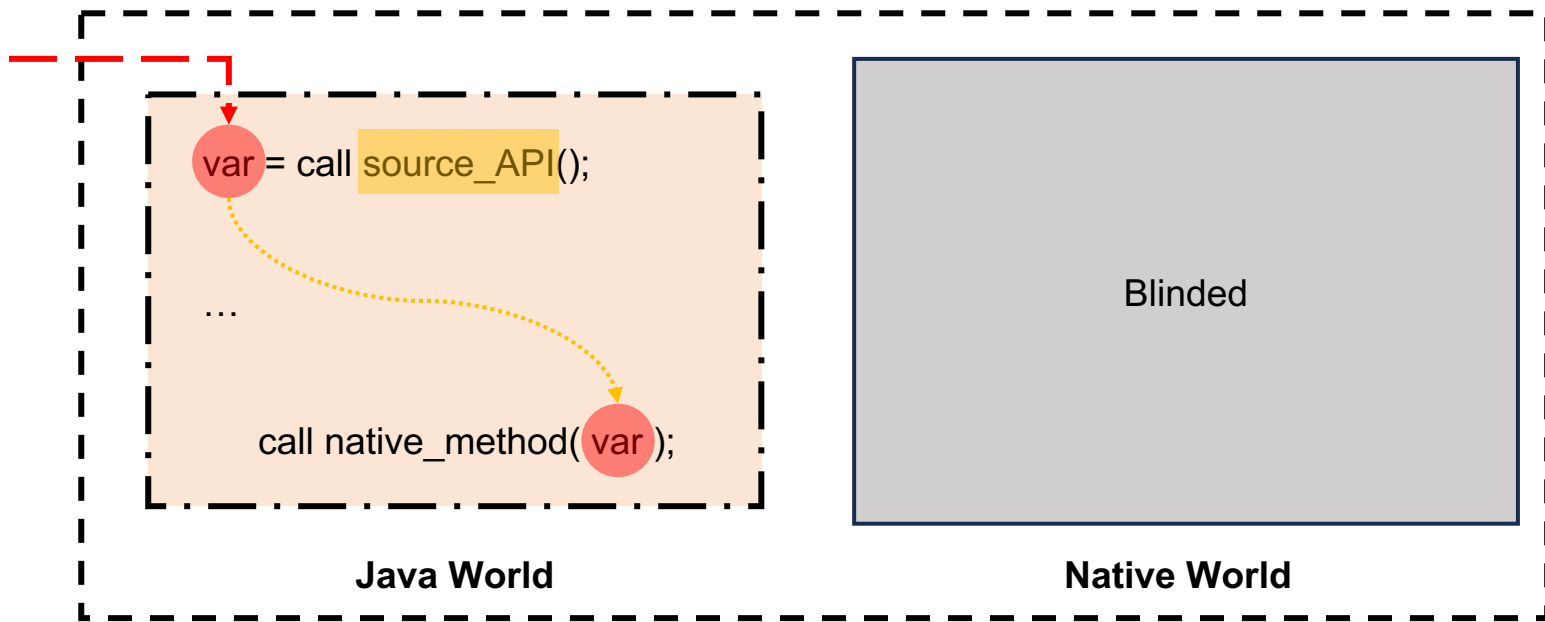 var = call source_API();
…
call native_method( var );
Blinded
Java World
Native World